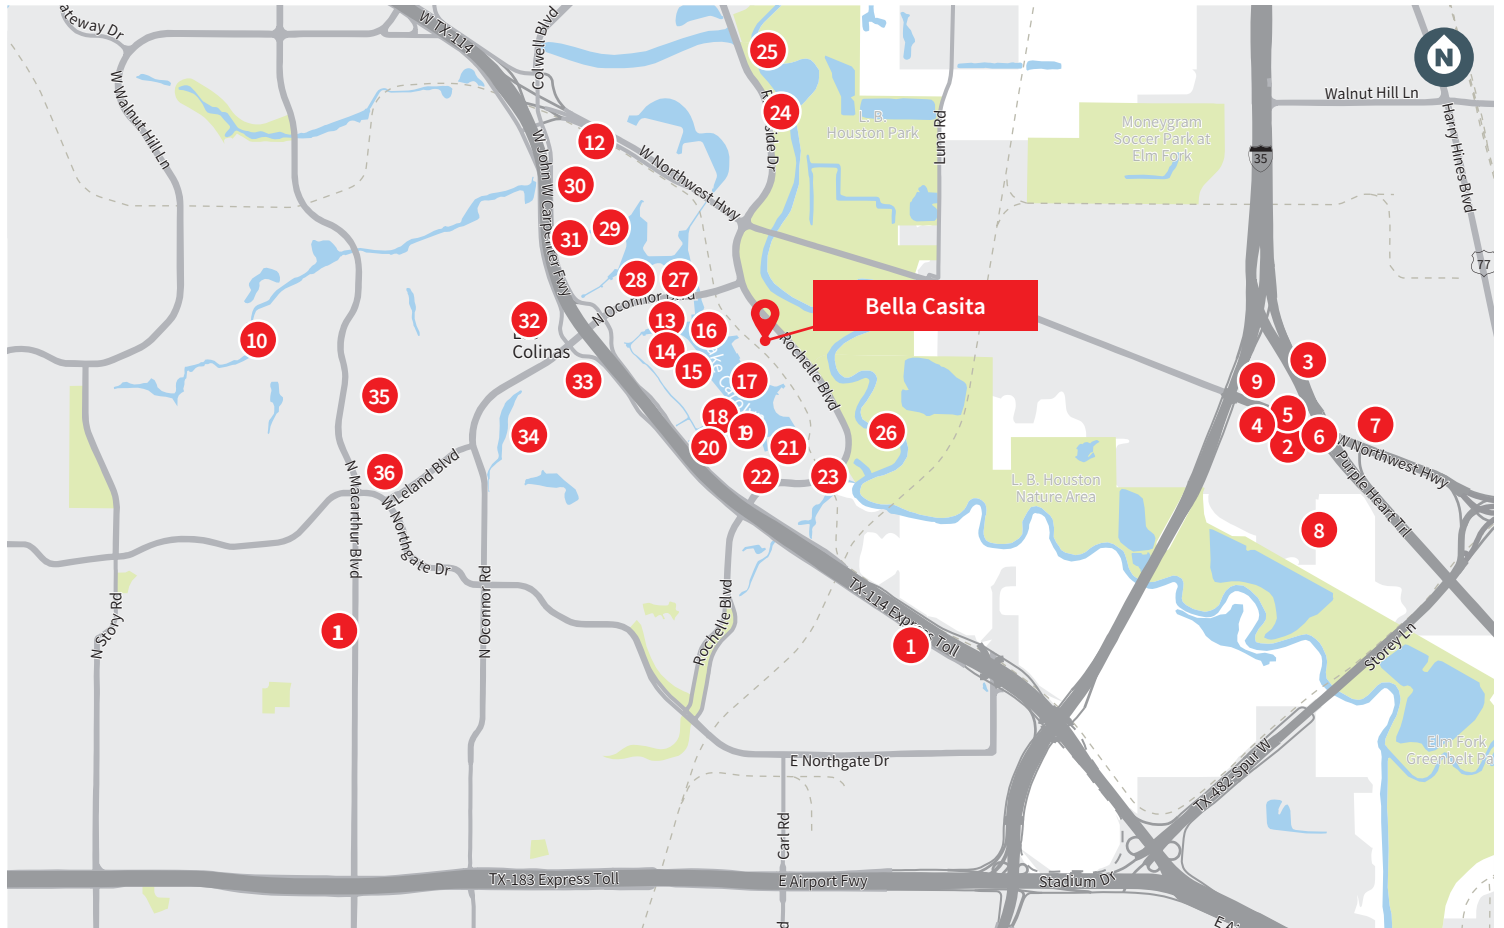 ateway Dr
W TX-114
Colwell Blvd
25
N
Walnut Hill Ln
W Walnut Hill Ln
24
L. B.
Houston Park
Luna Rd
Moneygram
Soccer Park at
Elm Fork
35
Harry Hines Blvd
12
W John W Carpenter Fwy
W Northwest Hwy
side Dr
30
29
31
77
28
27
N Oconnor
Bella Casita
32
Colinas
13
16
14
15
10
33
17
Rochelle Blvd
3
9
35
18
19
20
21
26
5
4
2
6
7
34
W Northwest Hwy
36
22
23
N Macarthur Blvd
W Leland Blvd
W Northgate Dr
L. B. Houston
Nature Area
Purple Heart Trl
8
N Story Rd
N Oconnor Rd
Rochelle Blvd
TX-114 Express Toll
1
1
Storey Ln
Elm Fork
Greenbelt Pa
E Northgate Dr
TX-482-Spur W
Carl Rd
TX-183 Express Toll
E Airport Fwy
Stadium Dr